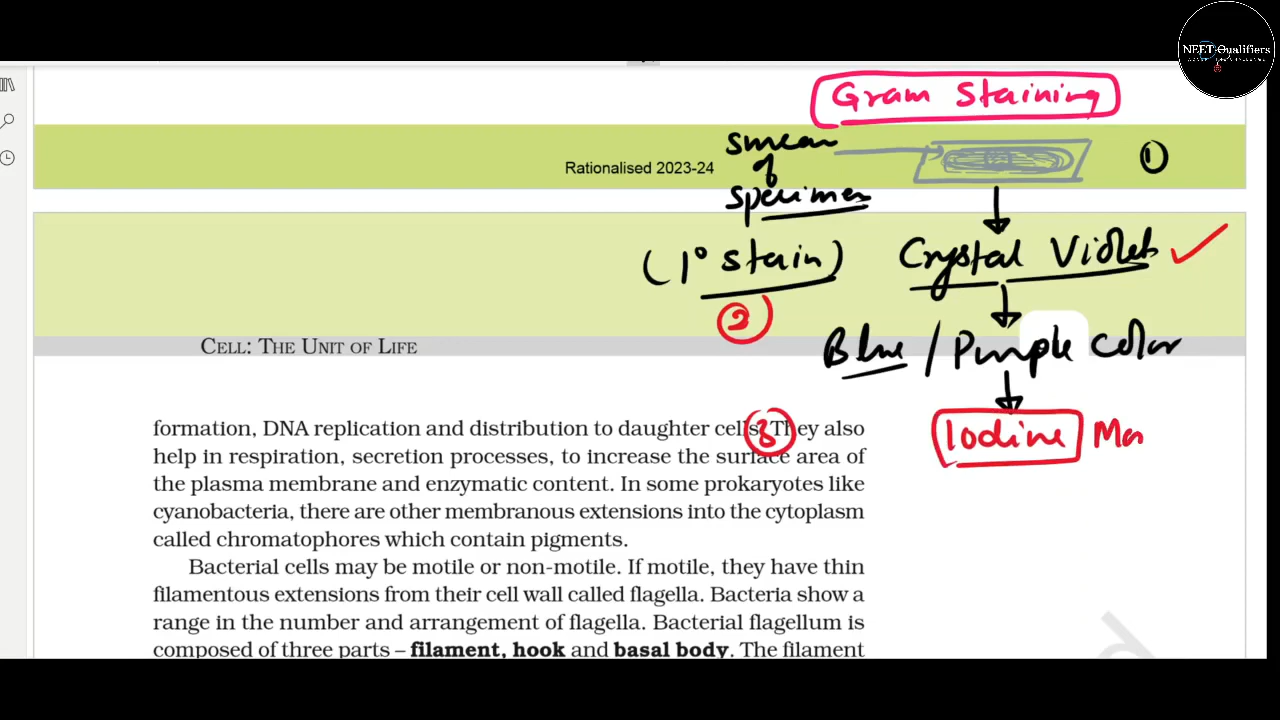 NEET Qualifiers
Gram Staining
smear of specimen
①
Rationalised 2023-24
(1° stain)
Crystal Violet ✓
②
Blue / Purple Color
CELL: THE UNIT OF LIFE
③
Iodine Mo
formation, DNA replication and distribution to daughter cells. They also
help in respiration, secretion processes, to increase the surface area of
the plasma membrane and enzymatic content. In some prokaryotes like
cyanobacteria, there are other membranous extensions into the cytoplasm
called chromatophores which contain pigments.
Bacterial cells may be motile or non-motile. If motile, they have thin
filamentous extensions from their cell wall called flagella. Bacteria show a
range in the number and arrangement of flagella. Bacterial flagellum is
composed of three parts – filament, hook and basal body. The filament